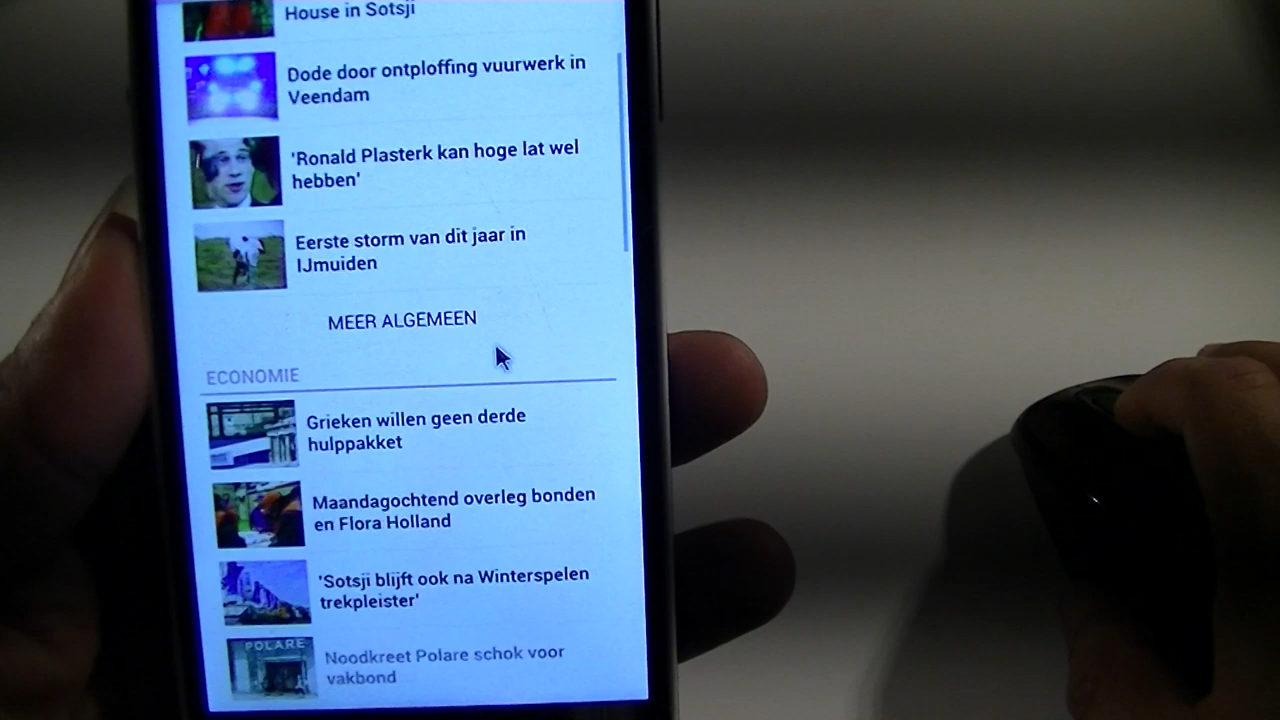 House in Sotsji
Dode door ontploffing vuurwerk in
Veendam
'Ronald Plasterk kan hoge lat wel
hebben'
Eerste storm van dit jaar in
IJmuiden
MEER ALGEMEEN
ECONOMIE
Grieken willen geen derde
hulppakket
Maandagochtend overleg bonden
en Flora Holland
'Sotsji blijft ook na Winterspelen
trekpleister'
POLARE
Noodkreet Polare schok voor
vakbond